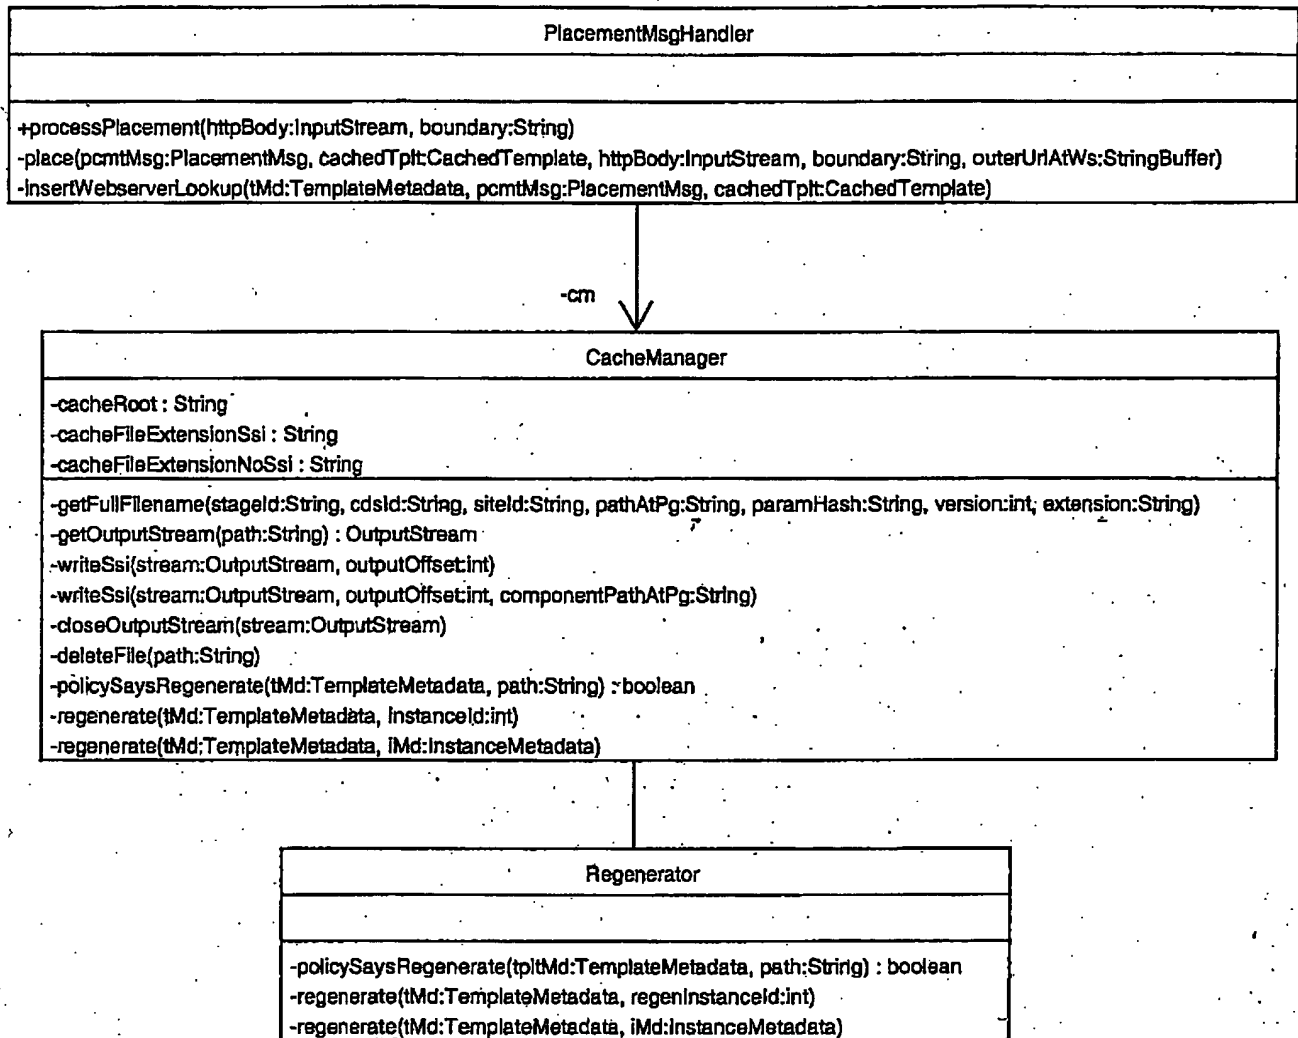 PlacementMsgHandler
+processPlacement(httpBody:InputStream, boundary:String)
-place(pcmtMsg:PlacementMsg, cachedTplt:CachedTemplate, httpBody:InputStream, boundary:String, outerUrlAtWs:StringBuffer)
-insertWebserverLookup(tMd:TemplateMetadata, pcmtMsg:PlacementMsg, cachedTplt:CachedTemplate)
-cm
CacheManager
-cacheRoot : String
-cacheFileExtensionSsi : String
-cacheFileExtensionNoSsi : String
-getFullFilename(stageId:String, cdsId:String, siteId:String, pathAtPg:String, paramHash:String, version:int, extension:String)
-getOutputStream(path:String) : OutputStream
-writeSsi(stream:OutputStream, outputOffset:int)
-writeSsi(stream:OutputStream, outputOffset:int, componentPathAtPg:String)
-closeOutputStream(stream:OutputStream)
-deleteFile(path:String)
-policySaysRegenerate(tMd:TemplateMetadata, path:String) : boolean
-regenerate(tMd:TemplateMetadata, instanceId:int)
-regenerate(tMd:TemplateMetadata, iMd:InstanceMetadata)
Regenerator
-policySaysRegenerate(tpltMd:TemplateMetadata, path:String) : boolean
-regenerate(tMd:TemplateMetadata, regenInstanceId:int)
-regenerate(tMd:TemplateMetadata, iMd:InstanceMetadata)